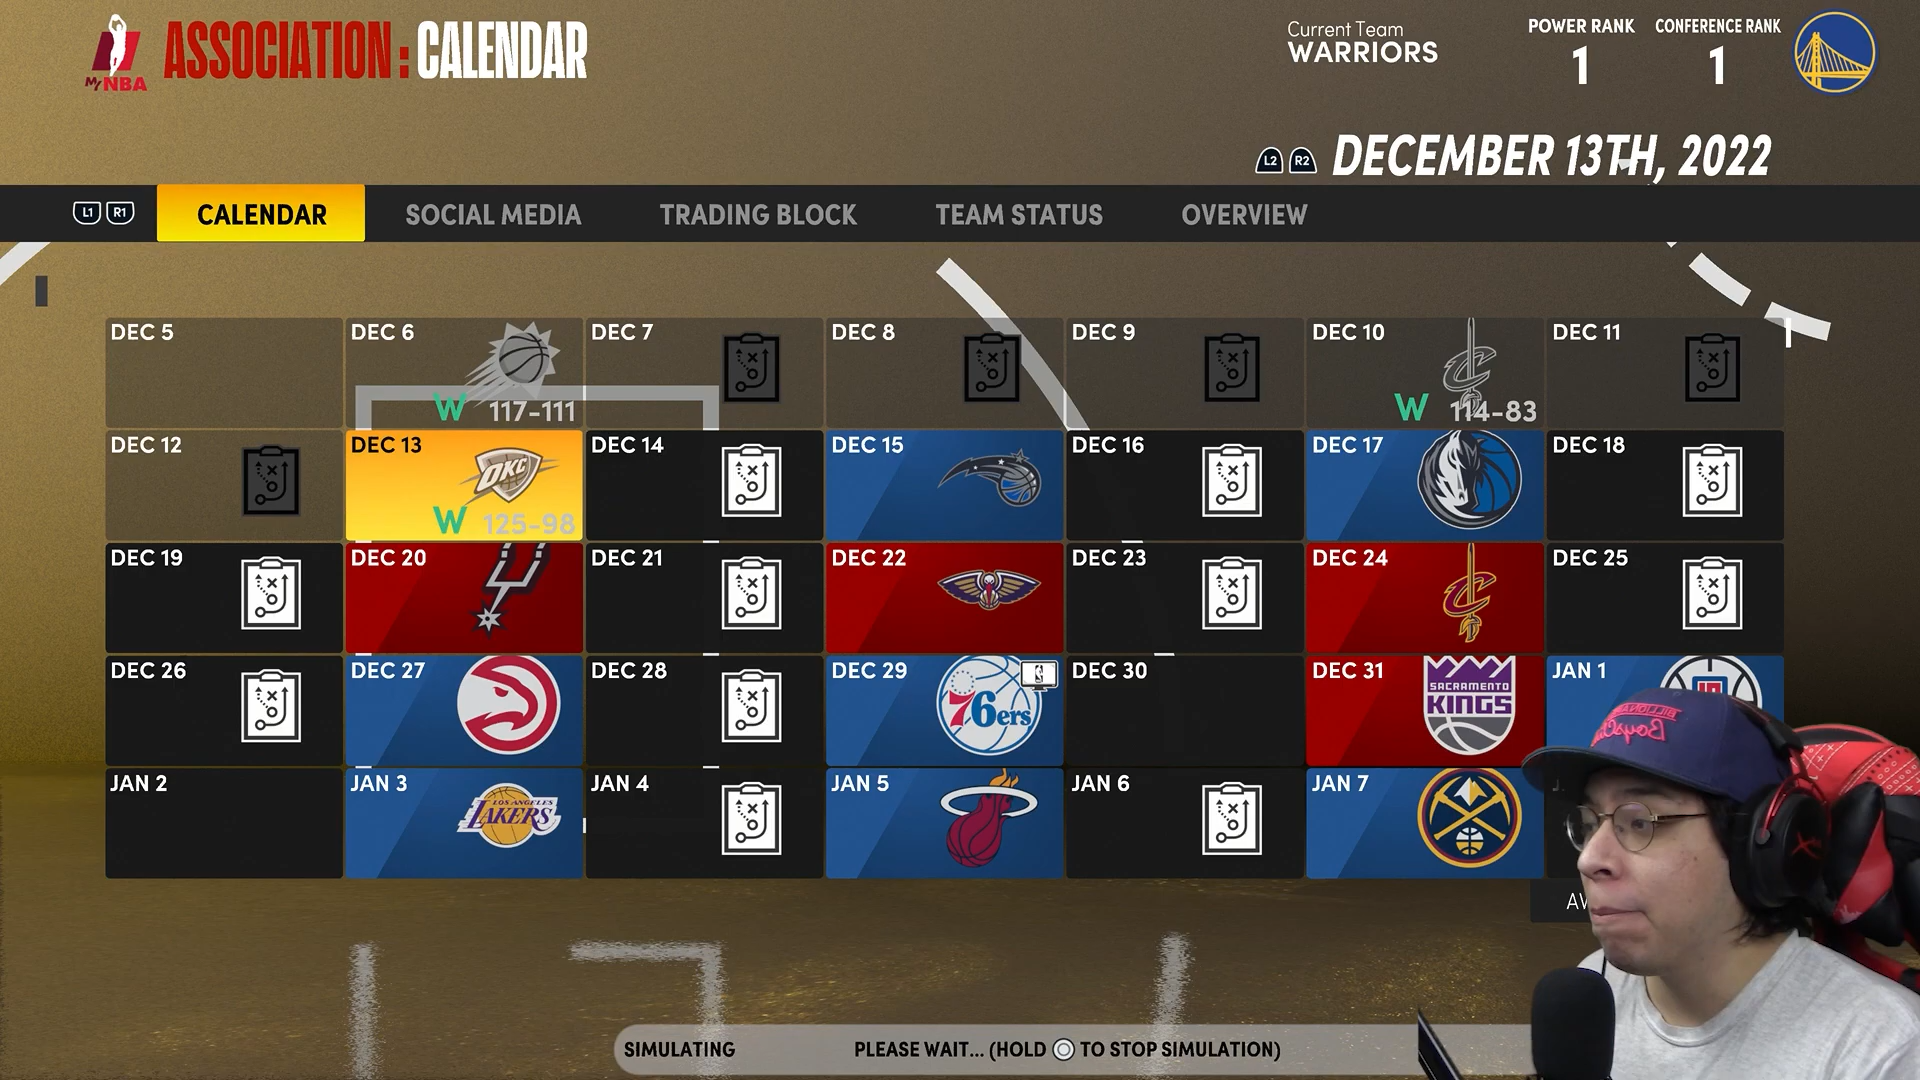 My NBA
ASSOCIATION: CALENDAR
Current Team
WARRIORS
POWER RANK
1
CONFERENCE RANK
1
L2 R2 DECEMBER 13TH, 2022
L1 R1 CALENDAR SOCIAL MEDIA TRADING BLOCK TEAM STATUS OVERVIEW
DEC 5 DEC 6 DEC 7 DEC 8 DEC 9 DEC 10 DEC 11
W 117-111 W 114-83
DEC 12 DEC 13 DEC 14 DEC 15 DEC 16 DEC 17 DEC 18
OKC
W 125-98
DEC 19 DEC 20 DEC 21 DEC 22 DEC 23 DEC 24 DEC 25
DEC 26 DEC 27 DEC 28 DEC 29 DEC 30 DEC 31 JAN 1
76ers
SACRAMENTO
KINGS
JAN 2 JAN 3 JAN 4 JAN 5 JAN 6 JAN 7
LOS ANGELES
LAKERS
SIMULATING PLEASE WAIT... (HOLD TO STOP SIMULATION)